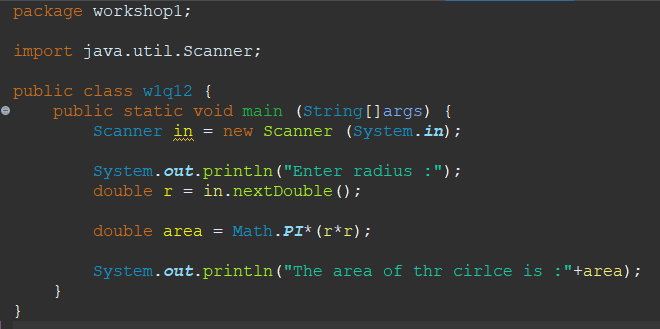 package workshop1;
import java.util.Scanner;
public class w1q12 {
public static void main (String[]args) {
Scanner in = new Scanner (System.in);
System.out.println("Enter radius :");
double r = in.nextDouble();
double area = Math.PI*(r*r);
System.out.println("The area of thr cirlce is :"+area);
}
}